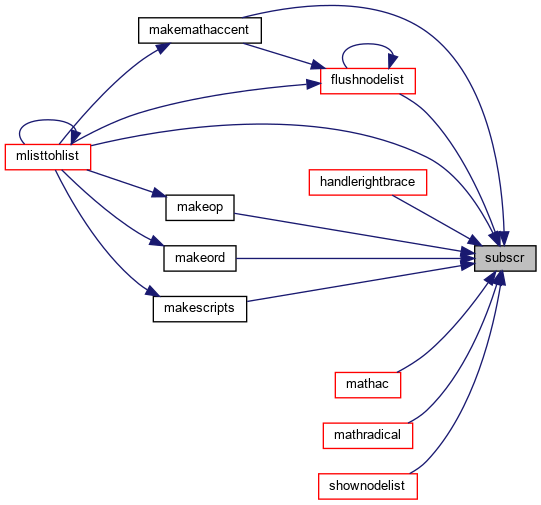 makemathaccent
flushnodelist
mlisttohlist
handlerightbrace
makeop
makeord
subscr
makescripts
mathac
mathradical
shownodelist